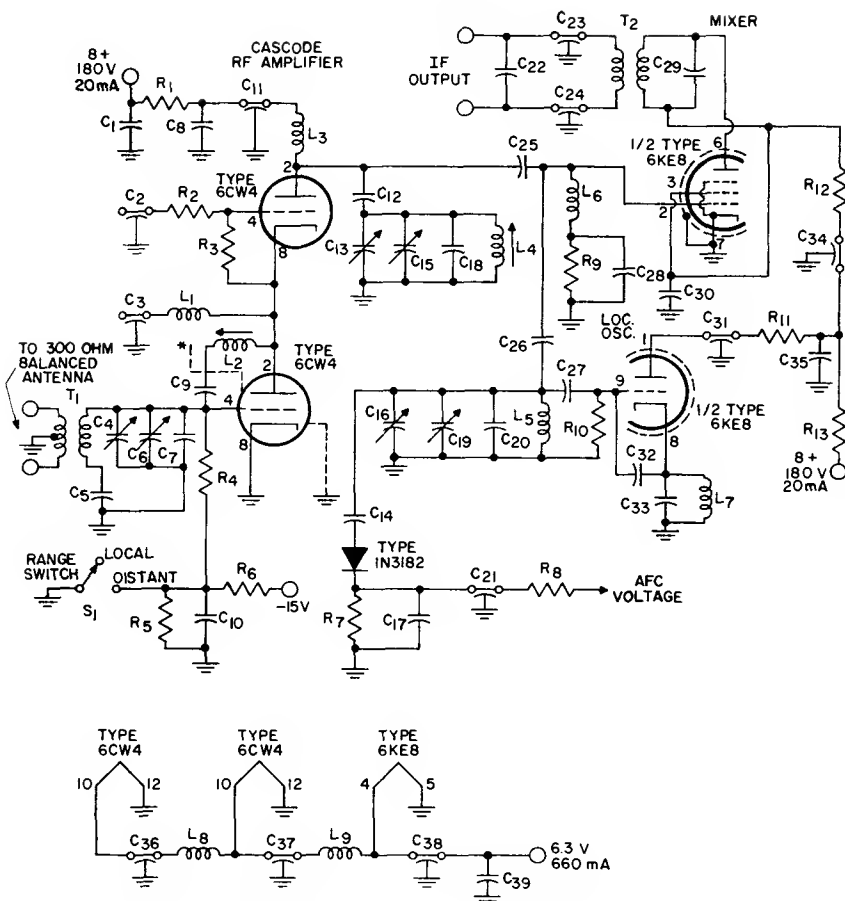 CASCODE
RF AMPLIFIER
8+
180 V
20mA
R1
C11
C1
C8
L3
C23
T2
MIXER
IF
OUTPUT
C22
C24
C29
TYPE
6CW4
2
4
8
C2
R2
R3
C25
C12
C13
C15
C18
L4
L6
R9
C28
1/2 TYPE
6KE8
6
3
2
7
R12
C34
C30
C3
L1
*
L2
C9
TYPE
6CW4
2
4
8
C26
LOC.
OSC.
C31
R11
C35
TO 300 OHM
BALANCED
ANTENNA
T1
C4
C6
C7
C5
R4
C27
C16
C19
C20
L5
R10
1
9
8
1/2 TYPE
6KE8
C32
C33
L7
R13
8+
180 V
20mA
C14
RANGE
SWITCH
LOCAL
OISTANT
S1
R6
-15V
R5
C10
TYPE
1N3182
R7
C17
C21
R8
AFC
VOLTAGE
TYPE
6CW4
10
12
TYPE
6CW4
10
12
TYPE
6KE8
4
5
C36
L8
C37
L9
C38
C39
6.3 V
660 mA